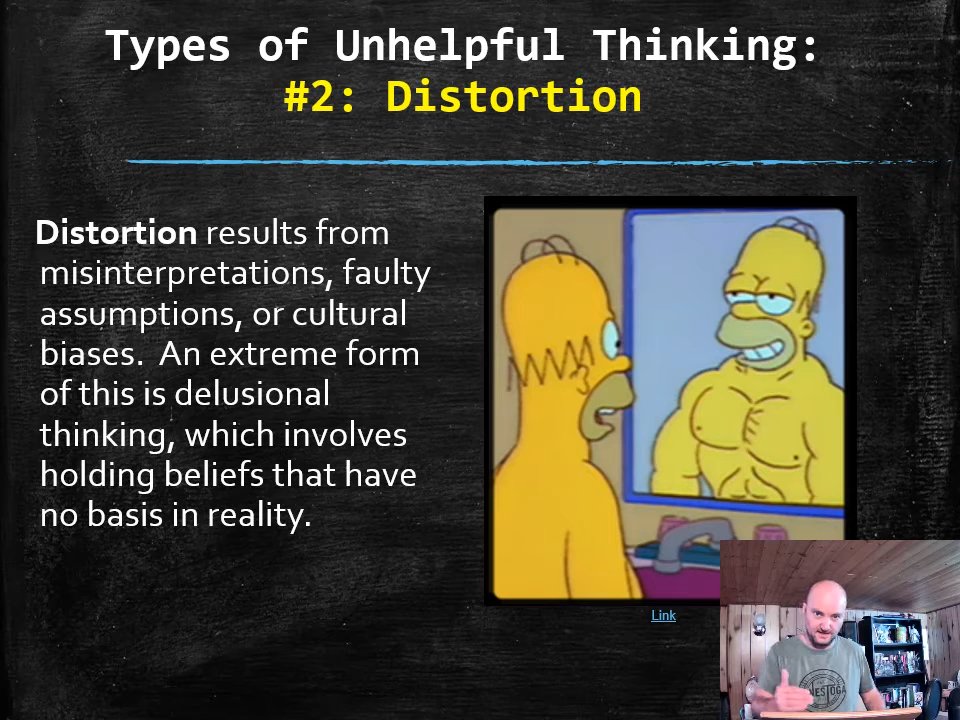 Types of Unhelpful Thinking:
#2: Distortion
Distortion results from
misinterpretations, faulty
assumptions, or cultural
biases.  An extreme form
of this is delusional
thinking, which involves
holding beliefs that have
no basis in reality.
Link